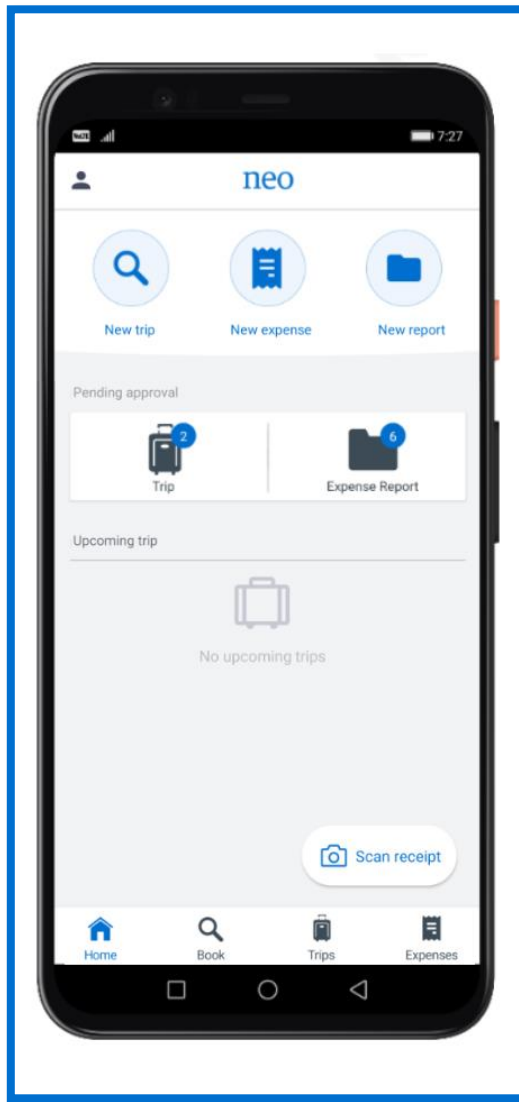 VoLTE 7:27
neo
New trip New expense New report
Pending approval
2 6
Trip Expense Report
Upcoming trip
No upcoming trips
Scan receipt
Home Book Trips Expenses